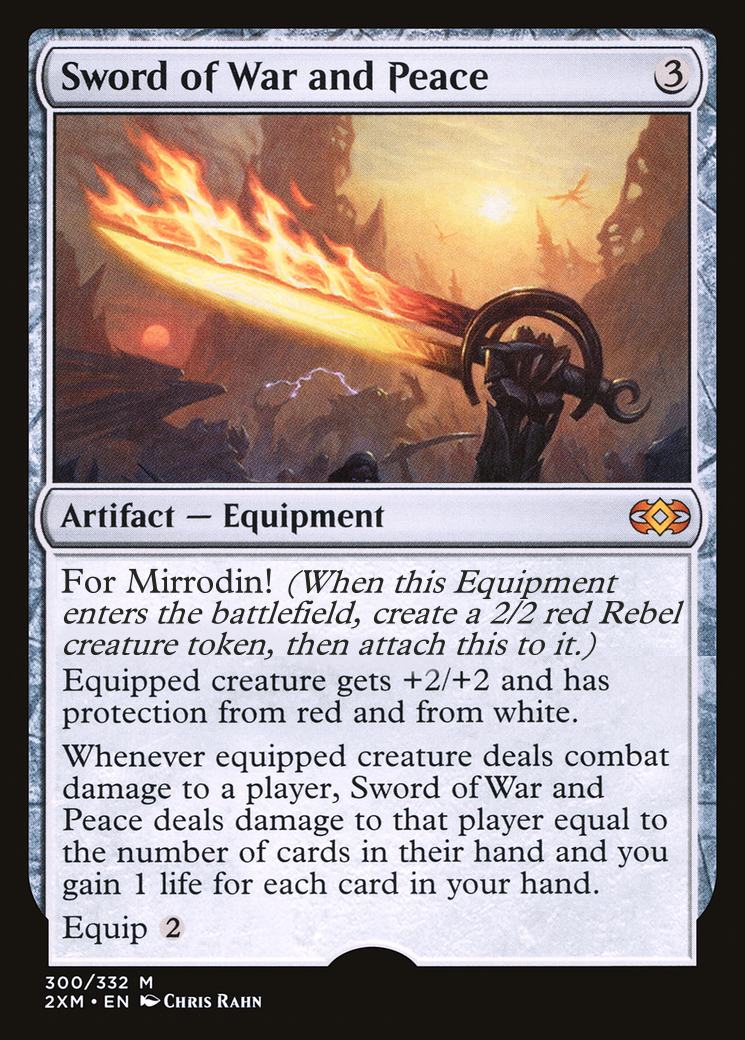 Sword of War and Peace
3
Artifact — Equipment
For Mirrodin! (When this Equipment
enters the battlefield, create a 2/2 red Rebel
creature token, then attach this to it.)
Equipped creature gets +2/+2 and has
protection from red and from white.
Whenever equipped creature deals combat
damage to a player, Sword of War and
Peace deals damage to that player equal to
the number of cards in their hand and you
gain 1 life for each card in your hand.
Equip 2
300/332 M
2XM • EN Chris Rahn